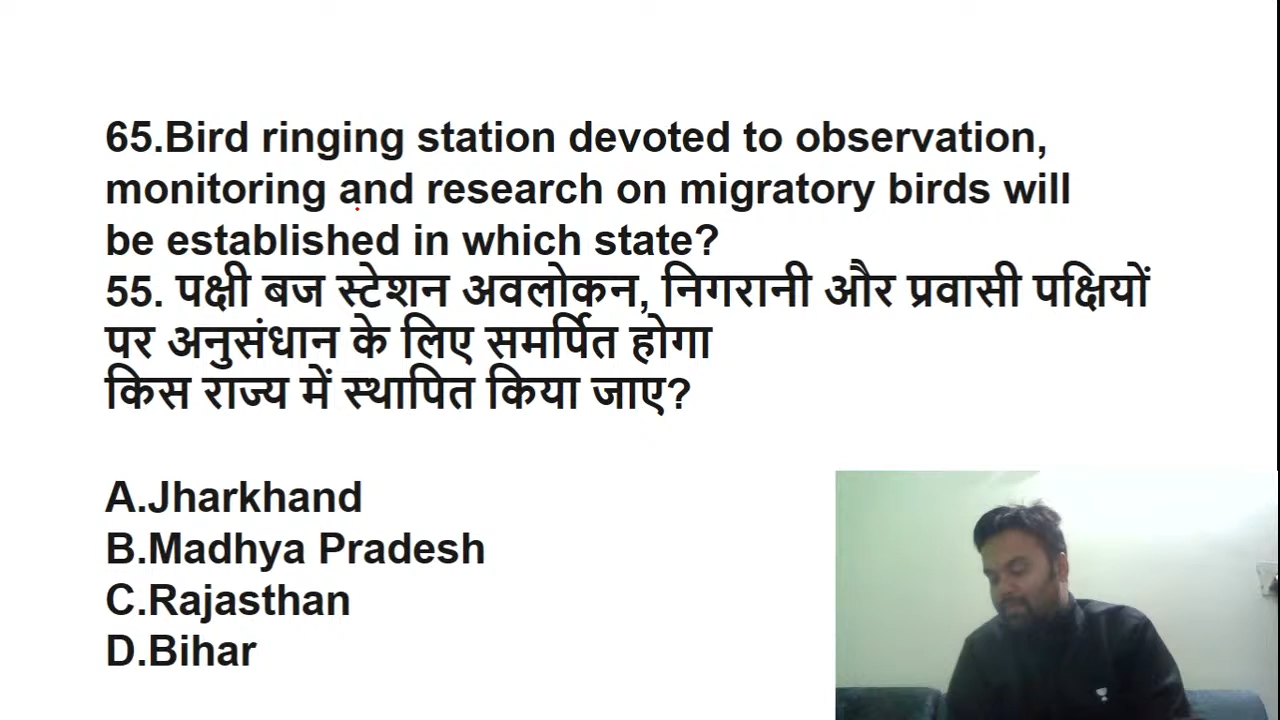 65.Bird ringing station devoted to observation,
monitoring and research on migratory birds will
be established in which state?
55. पक्षी बज स्टेशन अवलोकन, निगरानी और प्रवासी पक्षियों
पर अनुसंधान के लिए समर्पित होगा
किस राज्य में स्थापित किया जाए?
A.Jharkhand
B.Madhya Pradesh
C.Rajasthan
D.Bihar